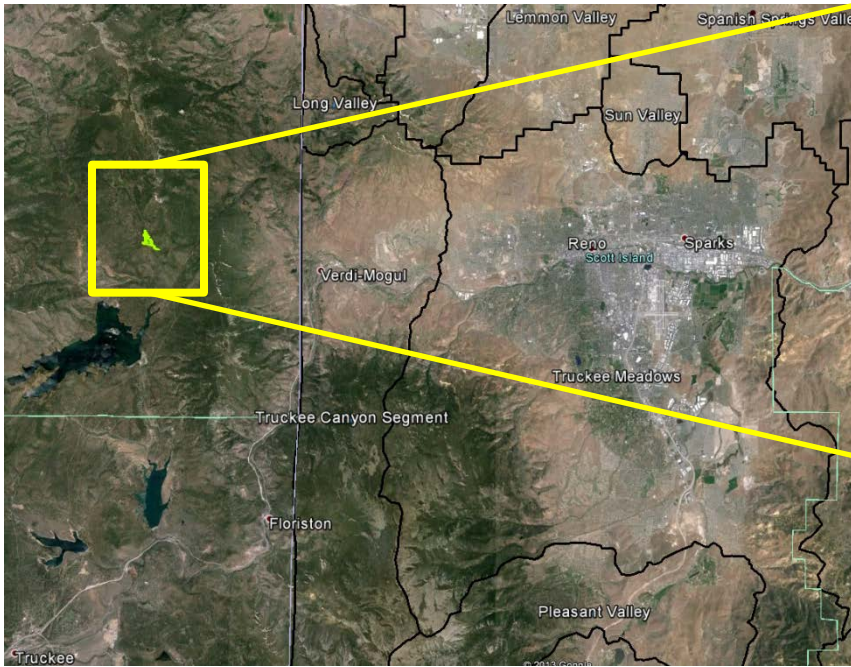 Lemmon Valley
Spanish Springs Valle
Long Valley
Sun Valley
Reno
Sparks
Scott Island
Verdi-Mogul
Truckee Meadows
Truckee Canyon Segment
Floriston
Pleasant Valley
Truckee
© 2013 Google